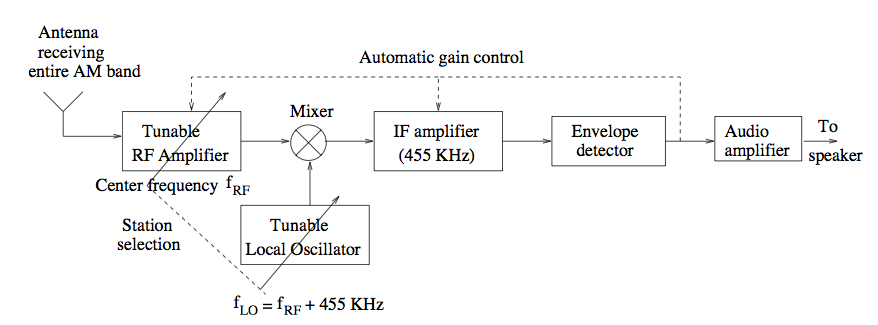 Antenna
receiving
entire AM band
Automatic gain control
Mixer
Tunable
RF Amplifier
IF amplifier
(455 KHz)
Envelope
detector
Audio
amplifier
To
speaker
Center frequency f_RF
Station
selection
Tunable
Local Oscillator
f_LO = f_RF + 455 KHz